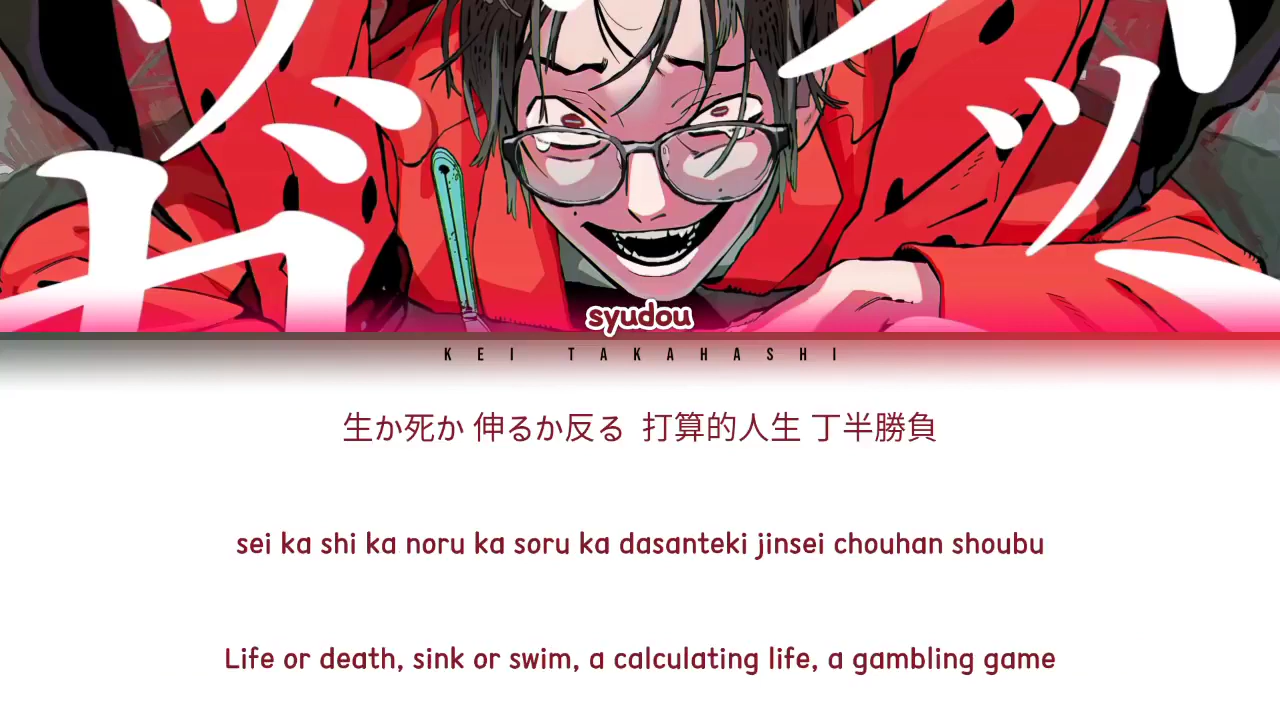 syudou
KEI TAKAHASHI
生か死か 伸るか反る 打算的人生 丁半勝負
sei ka shi ka noru ka soru ka dasanteki jinsei chouhan shoubu
Life or death, sink or swim, a calculating life, a gambling game